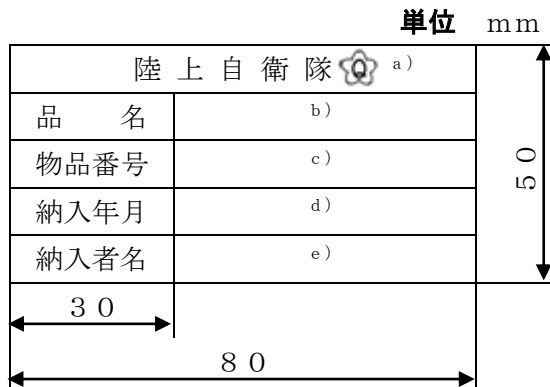 単位 mm
陸上自衛隊 Q a)
品 名 b)
物品番号 c)
納入年月 d)
納入者名 e)
50
30
80